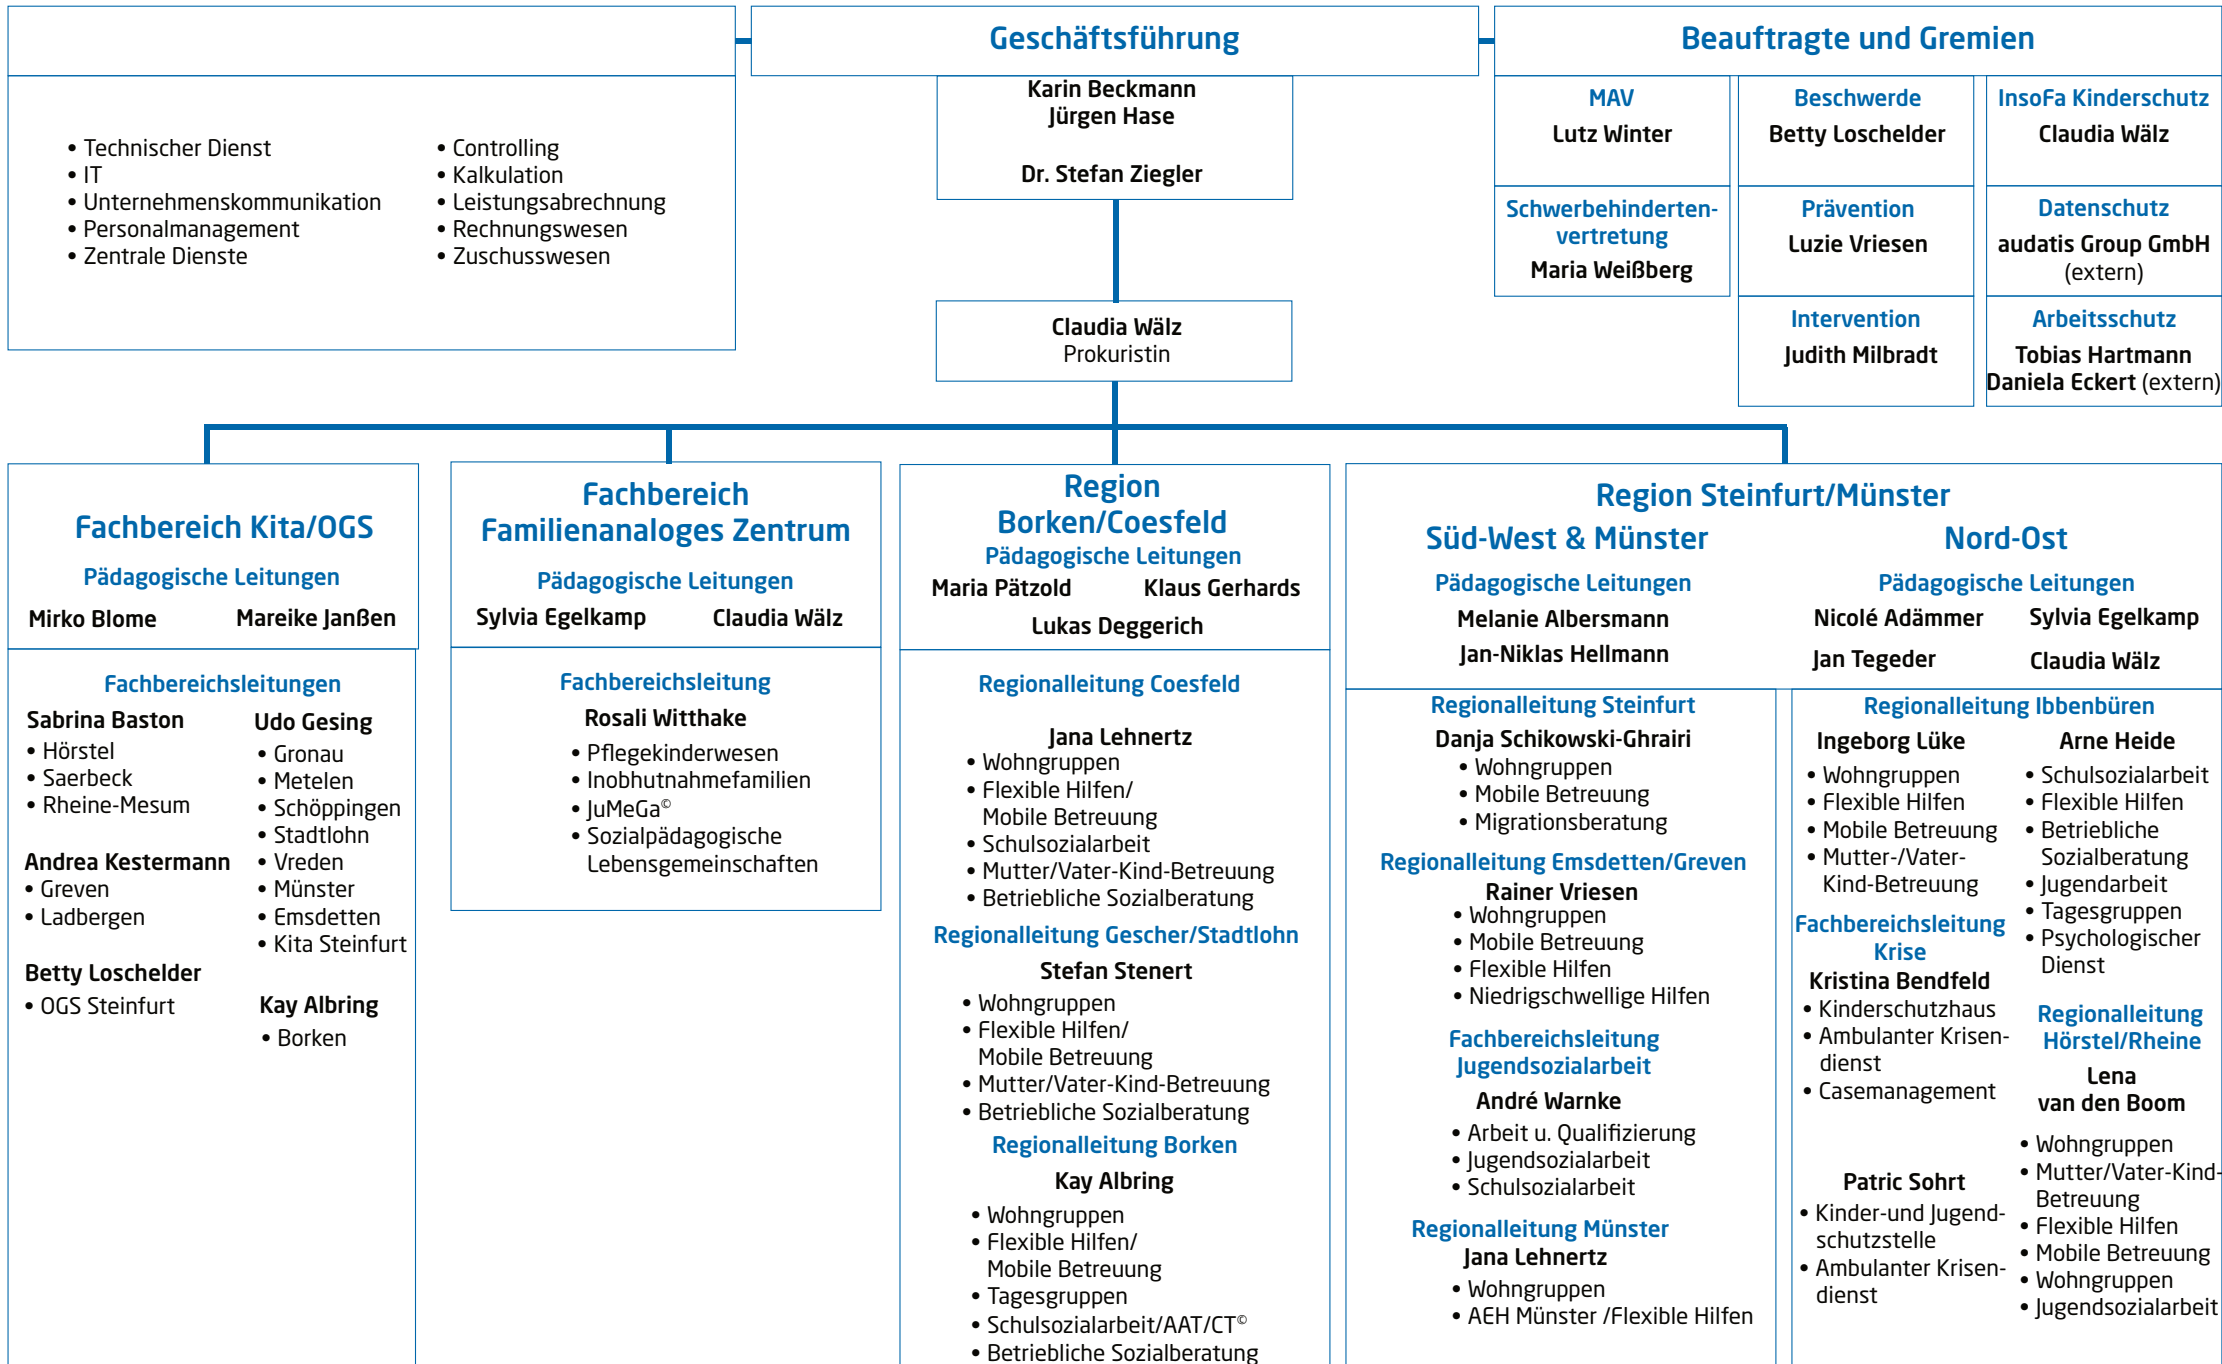 Geschäftsführung
Karin Beckmann
Jürgen Hase
Dr. Stefan Ziegler
• Technischer Dienst
• IT
• Unternehmenskommunikation
• Personalmanagement
• Zentrale Dienste
• Controlling
• Kalkulation
• Leistungsabrechnung
• Rechnungswesen
• Zuschusswesen
Beauftragte und Gremien
MAV
Lutz Winter
Beschwerde
Betty Loschelder
InsoFa Kinderschutz
Claudia Wälz
Schwerbehinderten-
vertretung
Maria Weißberg
Prävention
Luzie Vriesen
Datenschutz
audatis Group GmbH
(extern)
Intervention
Judith Milbradt
Arbeitsschutz
Tobias Hartmann
Daniela Eckert (extern)
Claudia Wälz
Prokuristin
Fachbereich Kita/OGS
Pädagogische Leitungen
Mirko Blome
Mareike Janßen
Fachbereichsleitungen
Sabrina Baston
• Hörstel
• Saerbeck
• Rheine-Mesum
Andrea Kestermann
• Greven
• Ladbergen
Betty Loschelder
• OGS Steinfurt
Udo Gesing
• Gronau
• Metelen
• Schöppingen
• Stadtlohn
• Vreden
• Münster
• Emsdetten
• Kita Steinfurt
Kay Albring
• Borken
Fachbereich
Familienanaloges Zentrum
Pädagogische Leitungen
Sylvia Egelkamp
Claudia Wälz
Fachbereichsleitung
Rosali Witthake
• Pflegekinderwesen
• Inobhutnahmefamilien
• JuMeGa©
• Sozialpädagogische
Lebensgemeinschaften
Region
Borken/Coesfeld
Pädagogische Leitungen
Maria Pätzold
Klaus Gerhards
Lukas Deggerich
Regionalleitung Coesfeld
Jana Lehnertz
• Wohngruppen
• Flexible Hilfen/
Mobile Betreuung
• Schulsozialarbeit
• Mutter/Vater-Kind-Betreuung
• Betriebliche Sozialberatung
Regionalleitung Gescher/Stadtlohn
Stefan Stenert
• Wohngruppen
• Flexible Hilfen/
Mobile Betreuung
• Mutter/Vater-Kind-Betreuung
• Betriebliche Sozialberatung
Regionalleitung Borken
Kay Albring
• Wohngruppen
• Flexible Hilfen/
Mobile Betreuung
• Tagesgruppen
• Schulsozialarbeit/AAT/CT©
• Betriebliche Sozialberatung
Region Steinfurt/Münster
Süd-West & Münster
Pädagogische Leitungen
Melanie Albersmann
Jan-Niklas Hellmann
Regionalleitung Steinfurt
Danja Schikowski-Ghrairi
• Wohngruppen
• Mobile Betreuung
• Migrationsberatung
Regionalleitung Emsdetten/Greven
Rainer Vriesen
• Wohngruppen
• Mobile Betreuung
• Flexible Hilfen
• Niedrigschwellige Hilfen
Fachbereichsleitung
Jugendsozialarbeit
André Warnke
• Arbeit u. Qualifizierung
• Jugendsozialarbeit
• Schulsozialarbeit
Regionalleitung Münster
Jana Lehnertz
• Wohngruppen
• AEH Münster /Flexible Hilfen
Nord-Ost
Pädagogische Leitungen
Nicolé Adämmer
Sylvia Egelkamp
Jan Tegeder
Claudia Wälz
Regionalleitung Ibbenbüren
Ingeborg Lüke
• Wohngruppen
• Flexible Hilfen
• Mobile Betreuung
• Mutter-/Vater-
Kind-Betreuung
Fachbereichsleitung
Krise
Kristina Bendfeld
• Kinderschutzhaus
• Ambulanter Krisen-
dienst
• Casemanagement
Patric Sohrt
• Kinder-und Jugend-
schutzstelle
• Ambulanter Krisen-
dienst
Arne Heide
• Schulsozialarbeit
• Flexible Hilfen
• Betriebliche
Sozialberatung
• Jugendarbeit
• Tagesgruppen
• Psychologischer
Dienst
Regionalleitung
Hörstel/Rheine
Lena
van den Boom
• Wohngruppen
• Mutter/Vater-Kind-
Betreuung
• Flexible Hilfen
• Mobile Betreuung
• Wohngruppen
• Jugendsozialarbeit